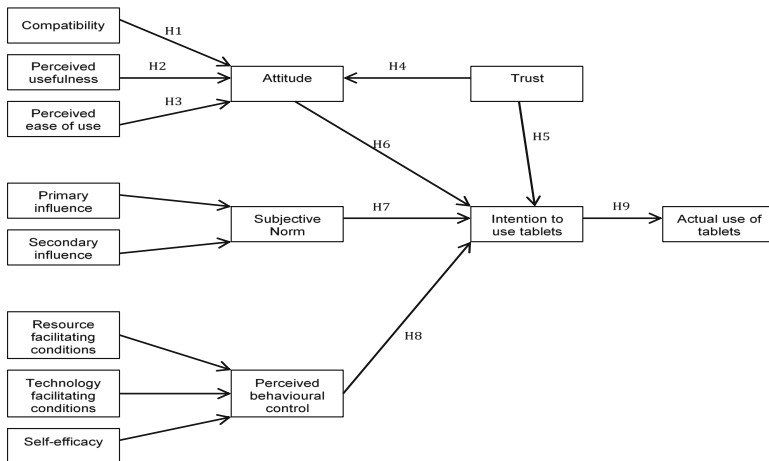 Compatibility
H1
Perceived
usefulness
H2
Perceived
ease of use
H3
Attitude
H4
Trust
H5
H6
Primary
influence
Secondary
influence
Subjective
Norm
H7
Intention to
use tablets
H9
Actual use of
tablets
Resource
facilitating
conditions
Technology
facilitating
conditions
Self-efficacy
Perceived
behavioural
control
H8